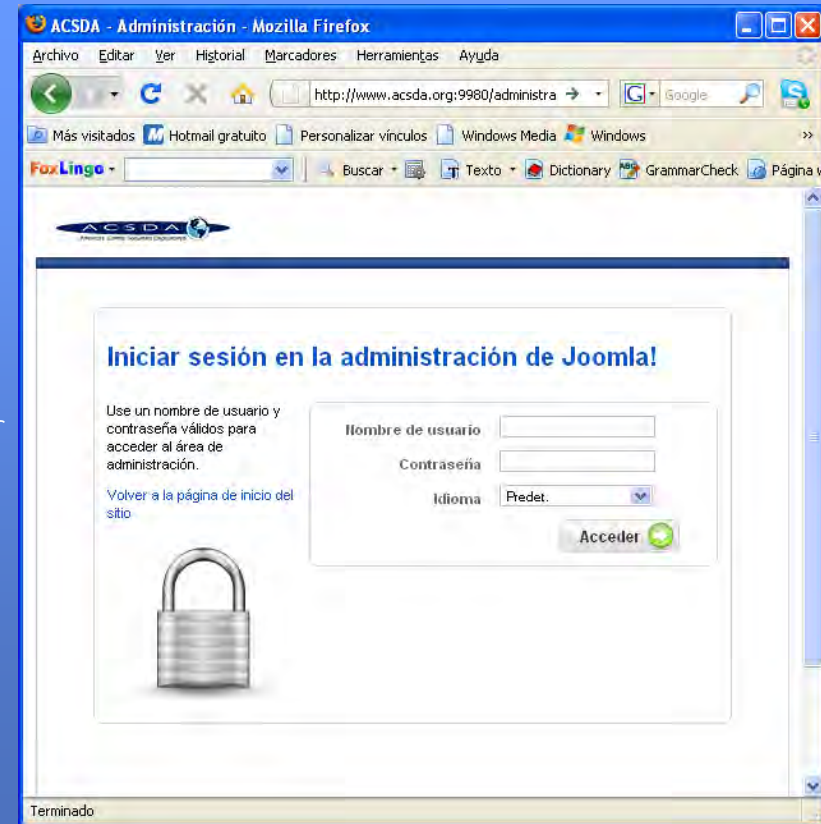 ACSDA - Administración - Mozilla Firefox
Archivo Editar Ver Historial Marcadores Herramientas Ayuda
http://www.acsda.org:9980/administra G Google
Más visitados Hotmail gratuito Personalizar vínculos Windows Media Windows »
FoxLingo Buscar Texto Dictionary GrammarCheck Página
ACSDA
Iniciar sesión en la administración de Joomla!
Use un nombre de usuario y
contraseña válidos para
acceder al área de
administración.
Volver a la página de inicio del
sitio
Nombre de usuario
Contraseña
Idioma Predet.
Acceder
Terminado